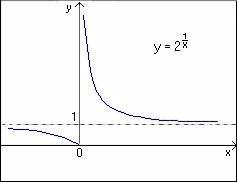 y
y = 2^{1/x}
1
0
x